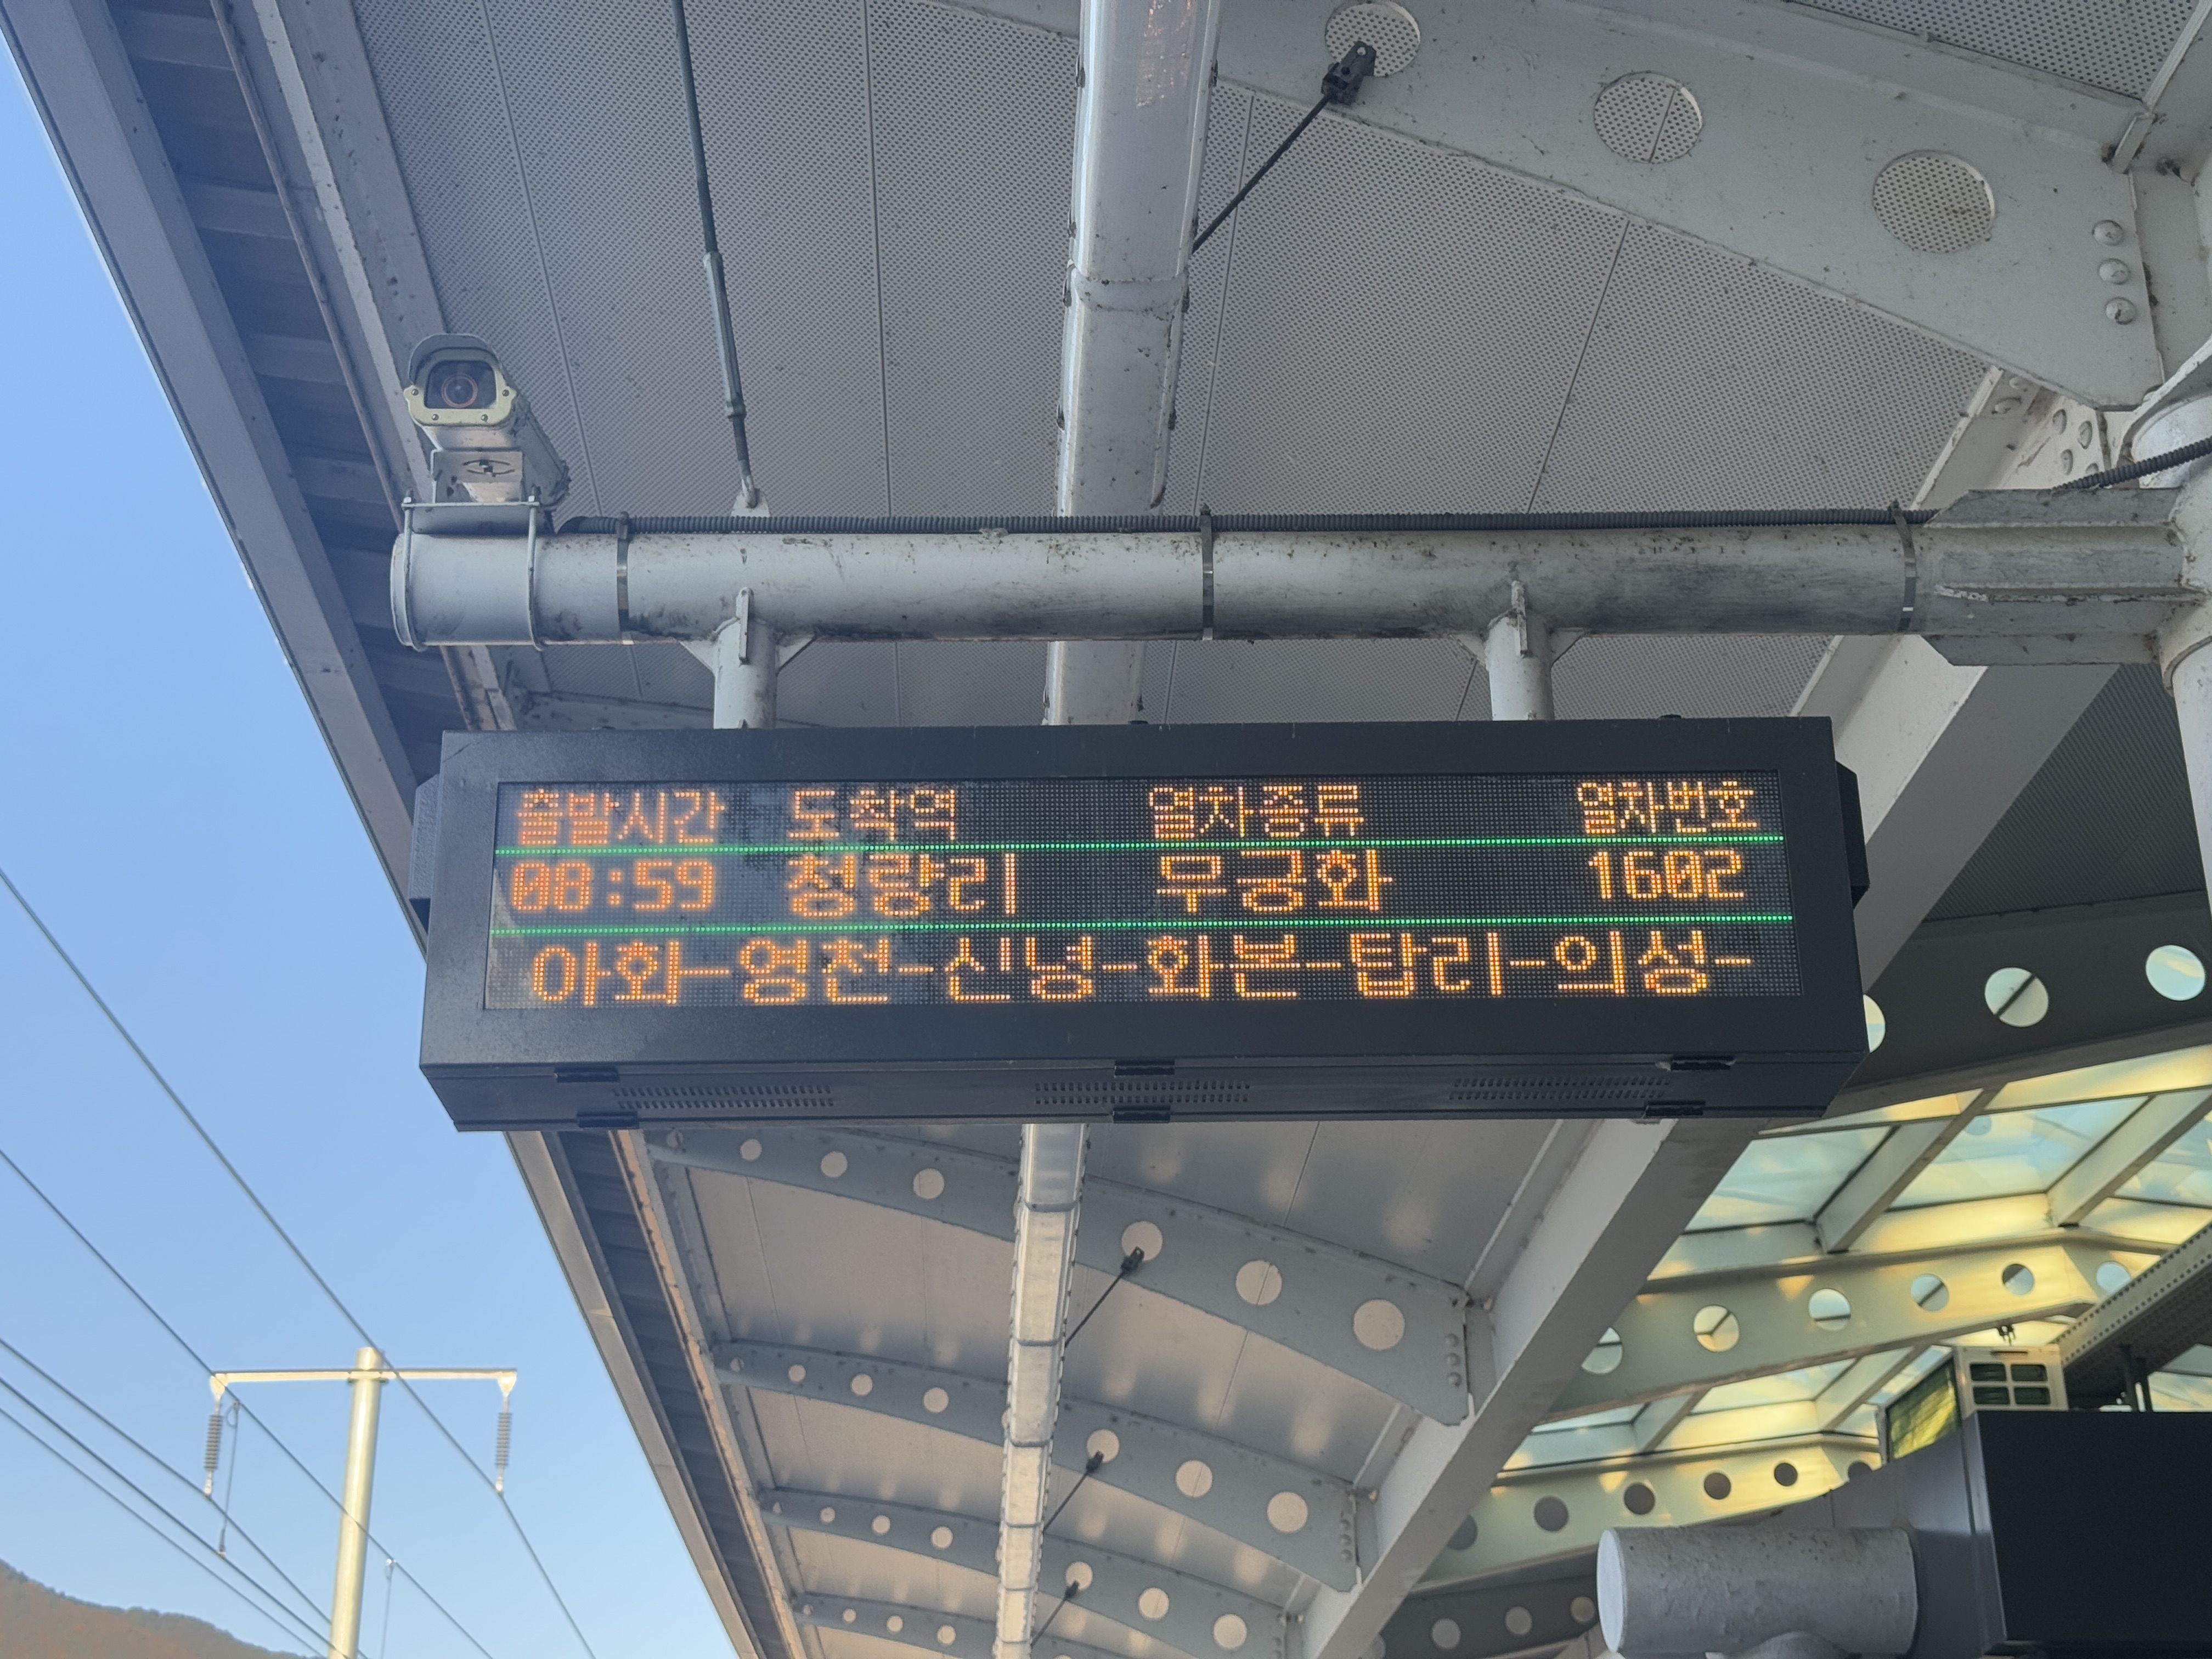 출발시간 도착역 열차종류 열차번호
08:59 청량리 무궁화 1602
아화-영천-신녕-화본-탑리-의성-